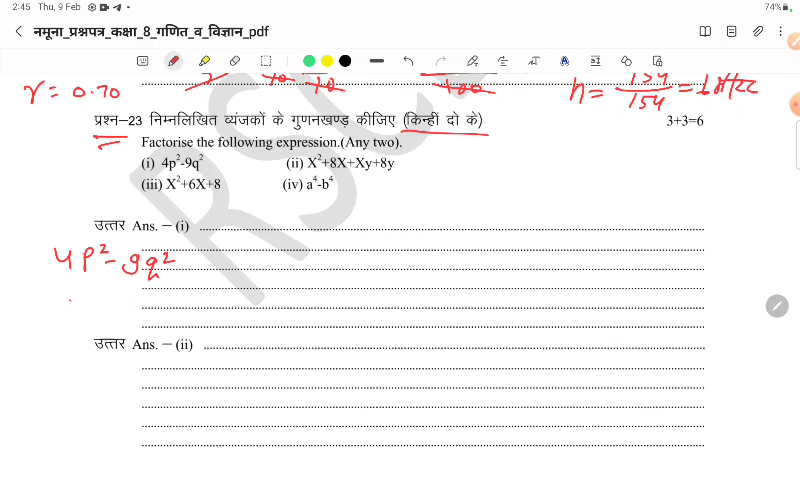 2:45 Thu, 9 Feb 74%
नमूना_प्रश्नपत्र_कक्षा_8_गणित_व_विज्ञान_pdf
r = 0.70
n = 154/154 =
प्रश्न–23 निम्नलिखित व्यंजकों के गुणनखण्ड कीजिए (किन्हीं दो के) 3+3=6
Factorise the following expression.(Any two).
(i) 4p²-9q² (ii) X²+8X+Xy+8y
(iii) X²+6X+8 (iv) a⁴-b⁴
उत्तर Ans. – (i)
4p²-9q²
उत्तर Ans. – (ii)